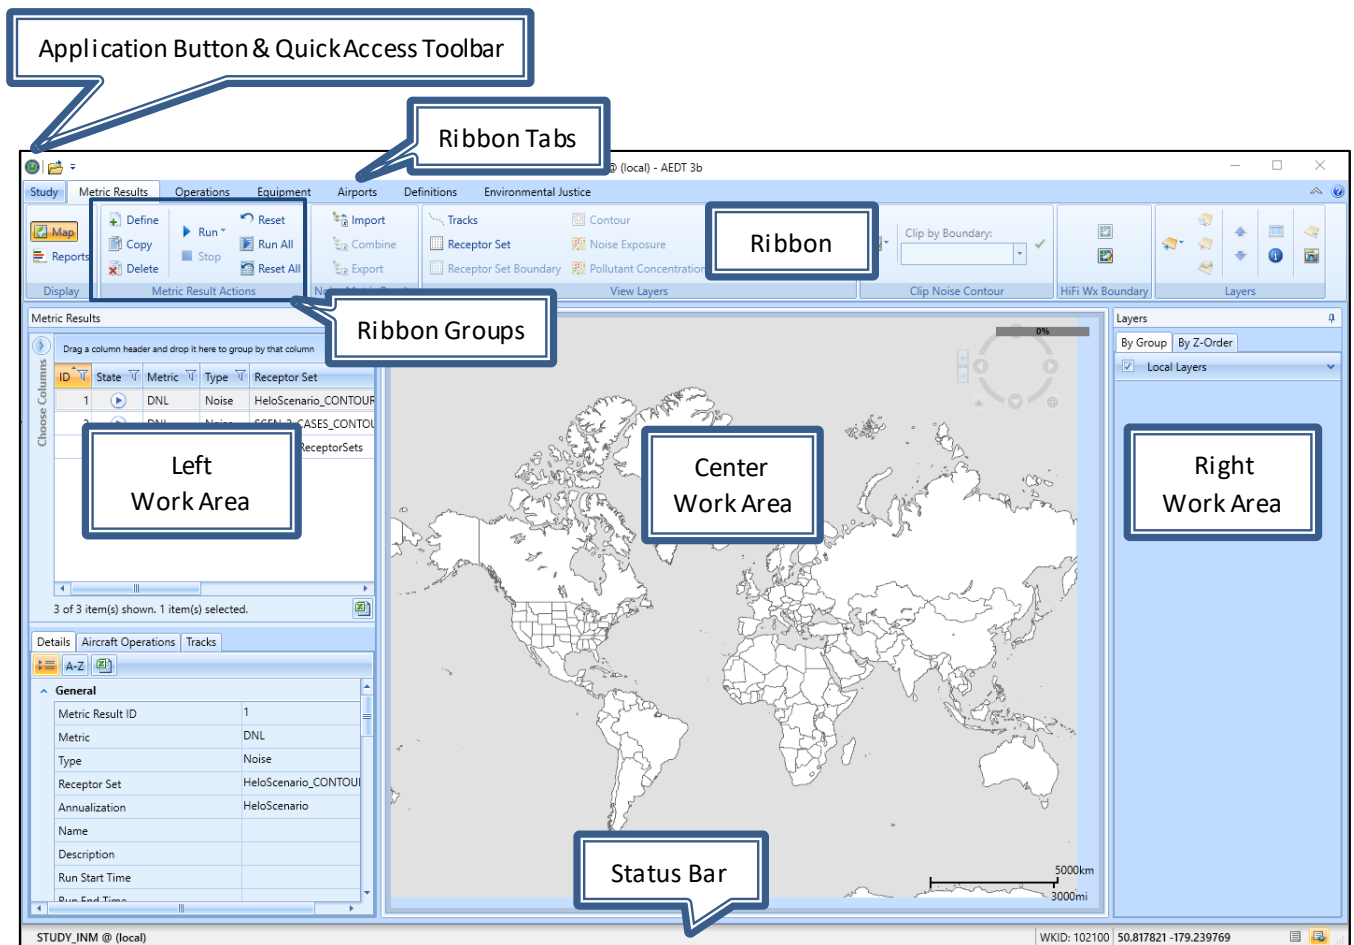 Application Button & Quick Access Toolbar
Ribbon Tabs
@ (local) - AEDT 3b
Study Metric Results Operations Equipment Airports Definitions Environmental Justice
Map
Reports
Display
Define
Copy
Delete
Run
Stop
Reset
Run All
Reset All
Metric Result Actions
Import
Combine
Export
Tracks
Receptor Set
Receptor Set Boundary
Contour
Noise Exposure
Pollutant Concentration
View Layers
Ribbon
Clip by Boundary:
Clip Noise Contour
HiFi Wx Boundary
Layers
Ribbon Groups
Metric Results
Choose Columns
Drag a column header and drop it here to group by that column
ID State Metric Type Receptor Set
1 DNL Noise HeloScenario_CONTOUR
DNL
ReceptorSets
Left
Work Area
3 of 3 item(s) shown. 1 item(s) selected.
Details Aircraft Operations Tracks
A-Z
General
Metric Result ID 1
Metric DNL
Type Noise
Receptor Set HeloScenario_CONTOU
Annualization HeloScenario
Name
Description
Run Start Time
Run End Time
0%
Center
Work Area
5000km
3000mi
Status Bar
Layers
By Group By Z-Order
Local Layers
Right
Work Area
STUDY_INM @ (local)
WKID: 102100 50.817821 -179.239769